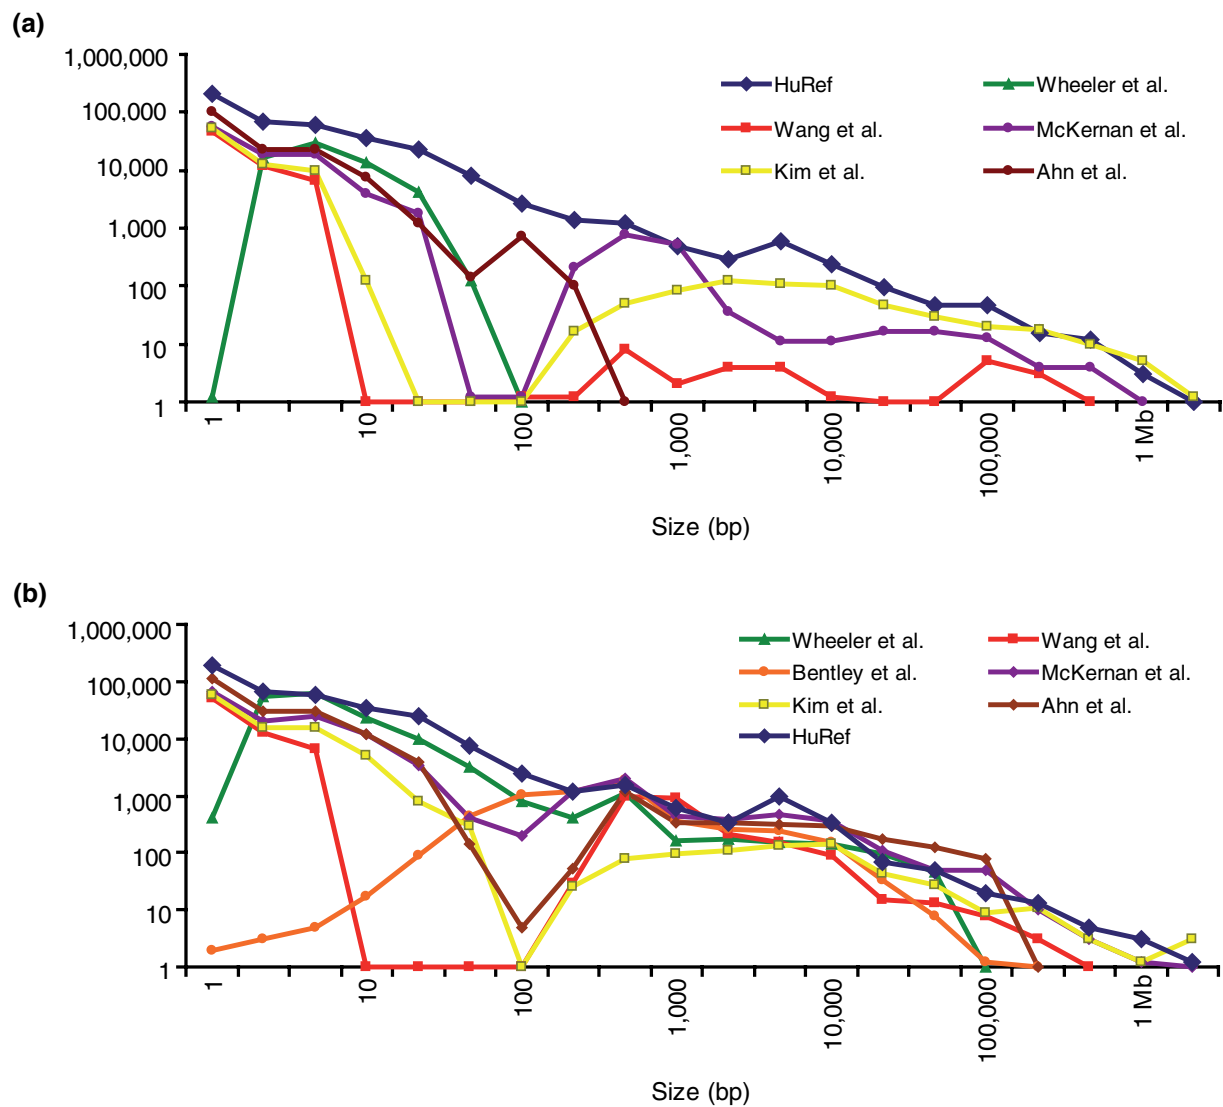 (a)
1,000,000
100,000
10,000
1,000
100
10
1
HuRef
Wheeler et al.
Wang et al.
McKernan et al.
Kim et al.
Ahn et al.
1
10
100
1,000
10,000
100,000
1 Mb
Size (bp)
(b)
1,000,000
100,000
10,000
1,000
100
10
1
Wheeler et al.
Wang et al.
Bentley et al.
McKernan et al.
Kim et al.
Ahn et al.
HuRef
1
10
100
1,000
10,000
100,000
1 Mb
Size (bp)